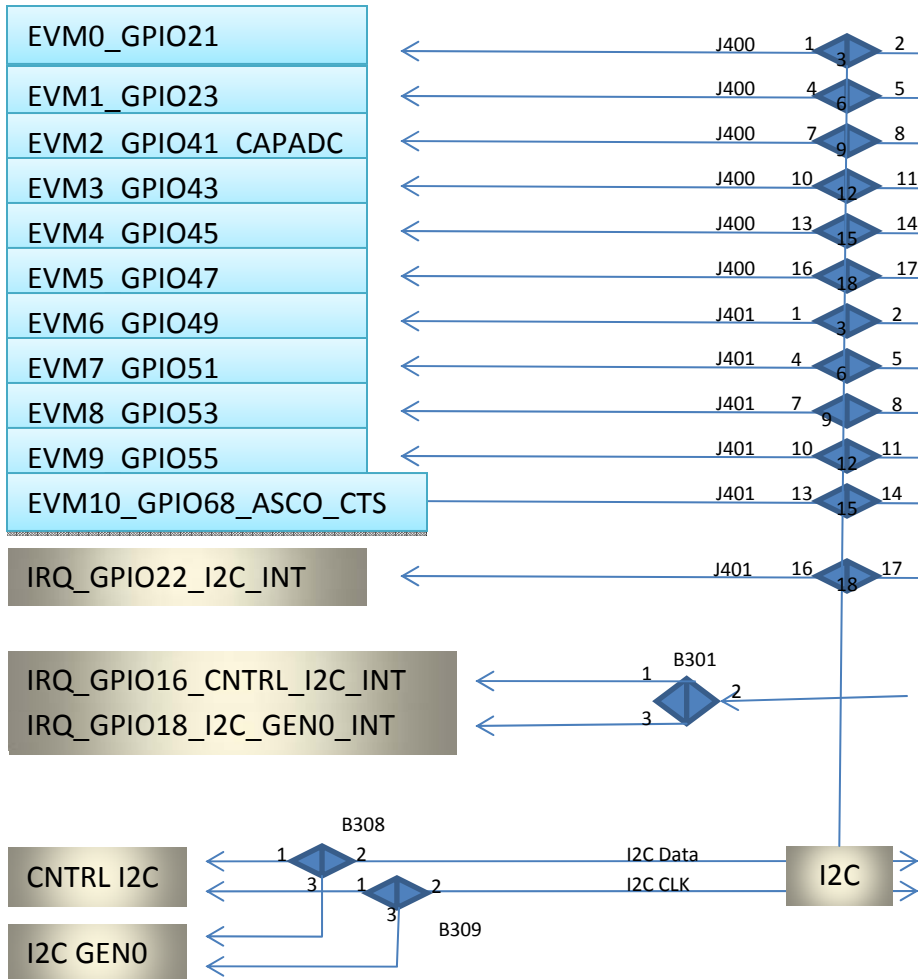 EVM0_GPIO21 J400 1 3 2
EVM1_GPIO23 J400 4 6 5
EVM2_GPIO41_CAPADC J400 7 9 8
EVM3_GPIO43 J400 10 12 11
EVM4_GPIO45 J400 13 15 14
EVM5_GPIO47 J400 16 18 17
EVM6_GPIO49 J401 1 3 2
EVM7_GPIO51 J401 4 6 5
EVM8_GPIO53 J401 7 9 8
EVM9_GPIO55 J401 10 12 11
EVM10_GPIO68_ASCO_CTS J401 13 15 14
IRQ_GPIO22_I2C_INT J401 16 18 17
B301
IRQ_GPIO16_CNTRL_I2C_INT 1 2
IRQ_GPIO18_I2C_GEN0_INT 3
B308
1 2 I2C Data
CNTRL I2C 3 1 2 I2C CLK I2C
3 B309
I2C GEN0